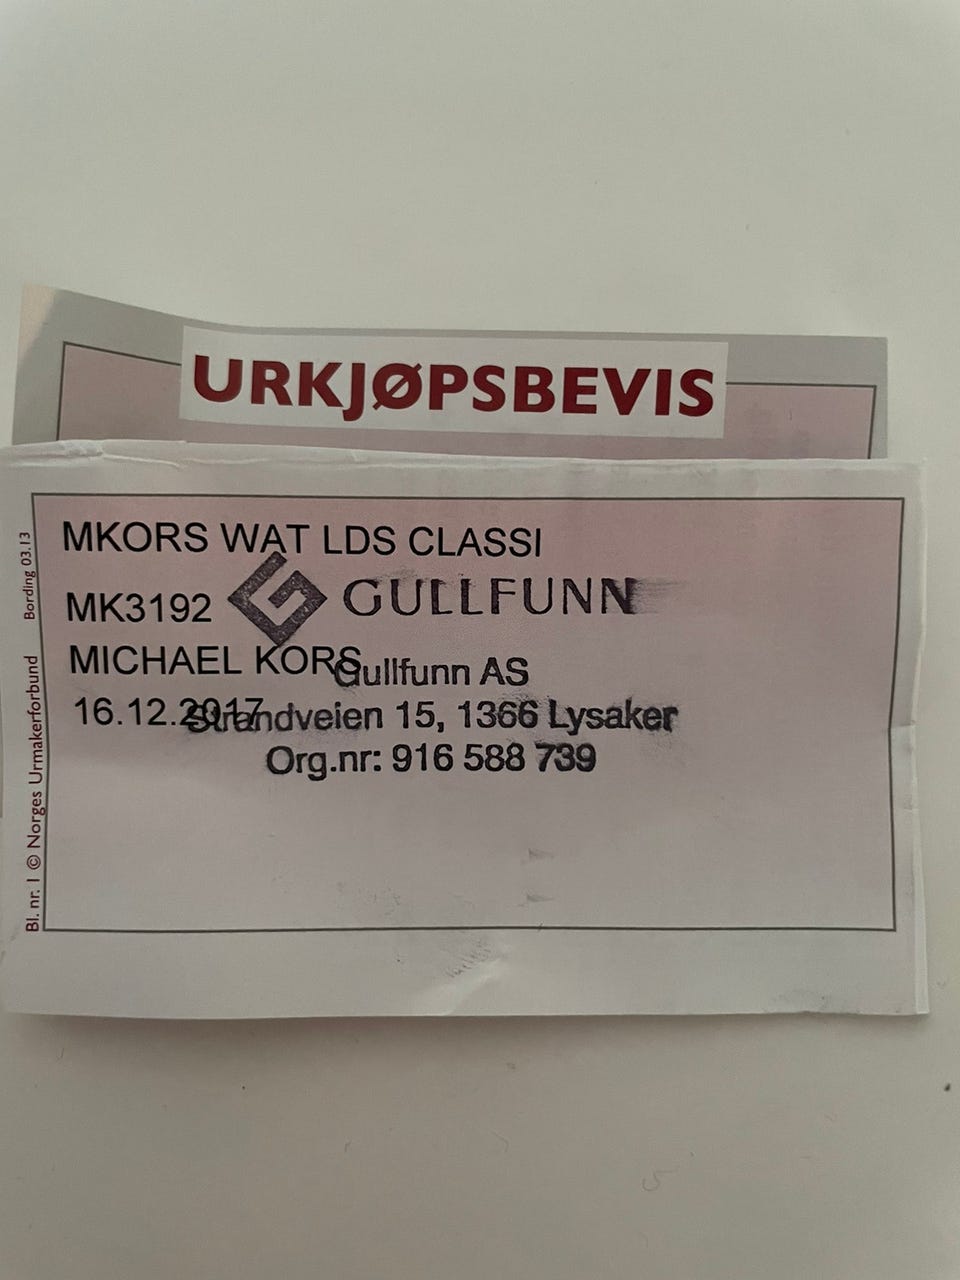 URKJØPSBEVIS
MKORS WAT LDS CLASSI
MK3192
GULLFUNN
MICHAEL KORS
Gullfunn AS
16.12.2017
Strandveien 15, 1366 Lysaker
Org.nr: 916 588 739
Bl. nr. 1 © Norges Urmakerforbund Bording 03.13